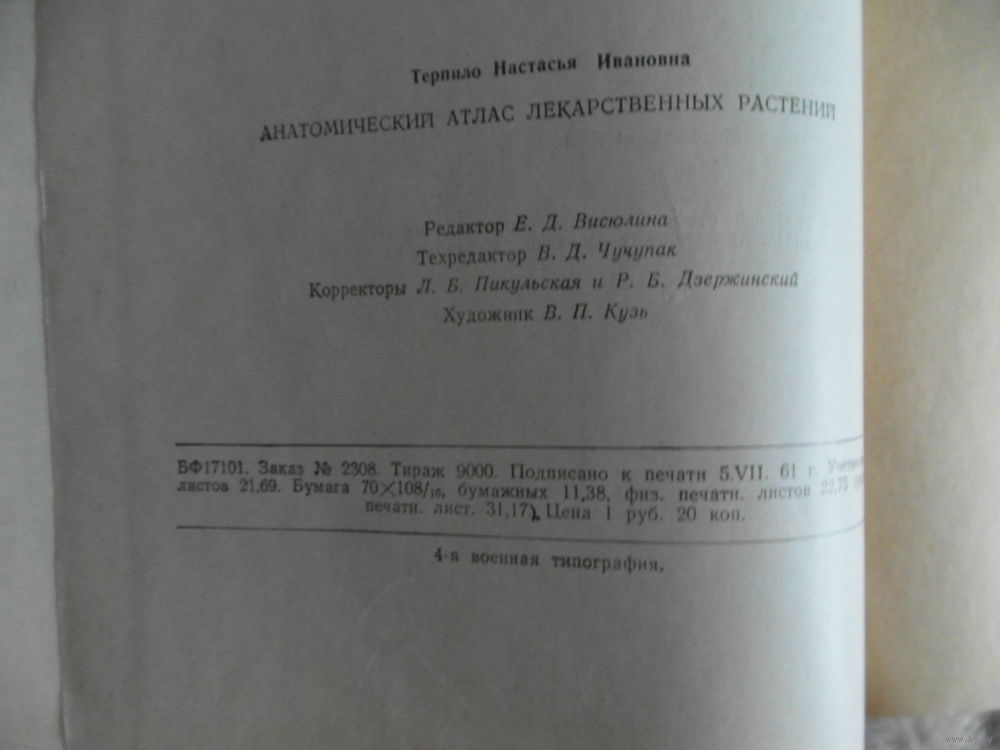 Терпило Настасья Ивановна
АНАТОМИЧЕСКИЙ АТЛАС ЛЕКАРСТВЕННЫХ РАСТЕНИЙ
Редактор Е. Д. Висюлина
Техредактор В. Д. Чучупак
Корректоры Л. Б. Пикульская и Р. Б. Дзержинский
Художник В. П. Кузь
БФ17101. Заказ № 2308. Тираж 9000. Подписано к печати 5.VII. 61 г.
листов 21,69. Бумага 70×108/₁₆, бумажных 11,38, физ. печатн. листов 22,75
печатн. лист. 31,17). Цена 1 руб. 20 коп.
4-я военная типография.